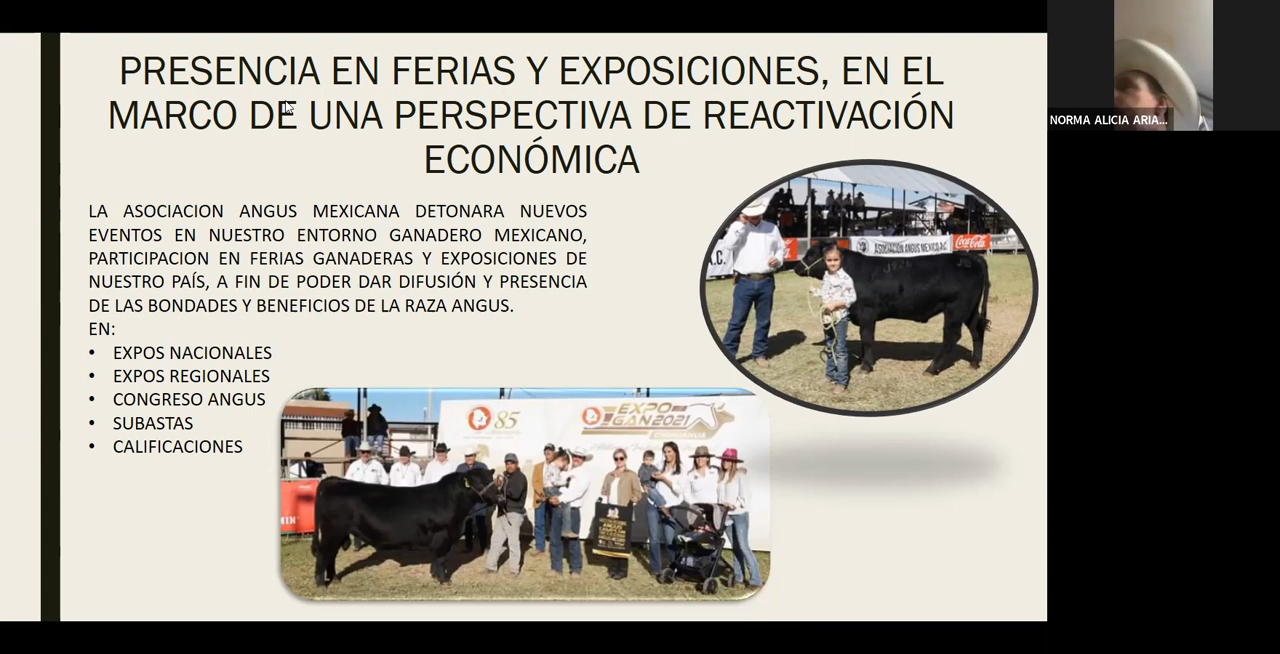 PRESENCIA EN FERIAS Y EXPOSICIONES, EN EL
MARCO DE UNA PERSPECTIVA DE REACTIVACIÓN
ECONÓMICA
LA ASOCIACION ANGUS MEXICANA DETONARA NUEVOS
EVENTOS EN NUESTRO ENTORNO GANADERO MEXICANO,
PARTICIPACION EN FERIAS GANADERAS Y EXPOSICIONES DE
NUESTRO PAÍS, A FIN DE PODER DAR DIFUSIÓN Y PRESENCIA
DE LAS BONDADES Y BENEFICIOS DE LA RAZA ANGUS.
EN:
• EXPOS NACIONALES
• EXPOS REGIONALES
• CONGRESO ANGUS
• SUBASTAS
• CALIFICACIONES
NORMA ALICIA ARIA...
A.C.
ASOCIACION ANGUS MEXICANA A.C.
Coca-Cola
85
EXPO
GAN2021
CHIHUAHUA